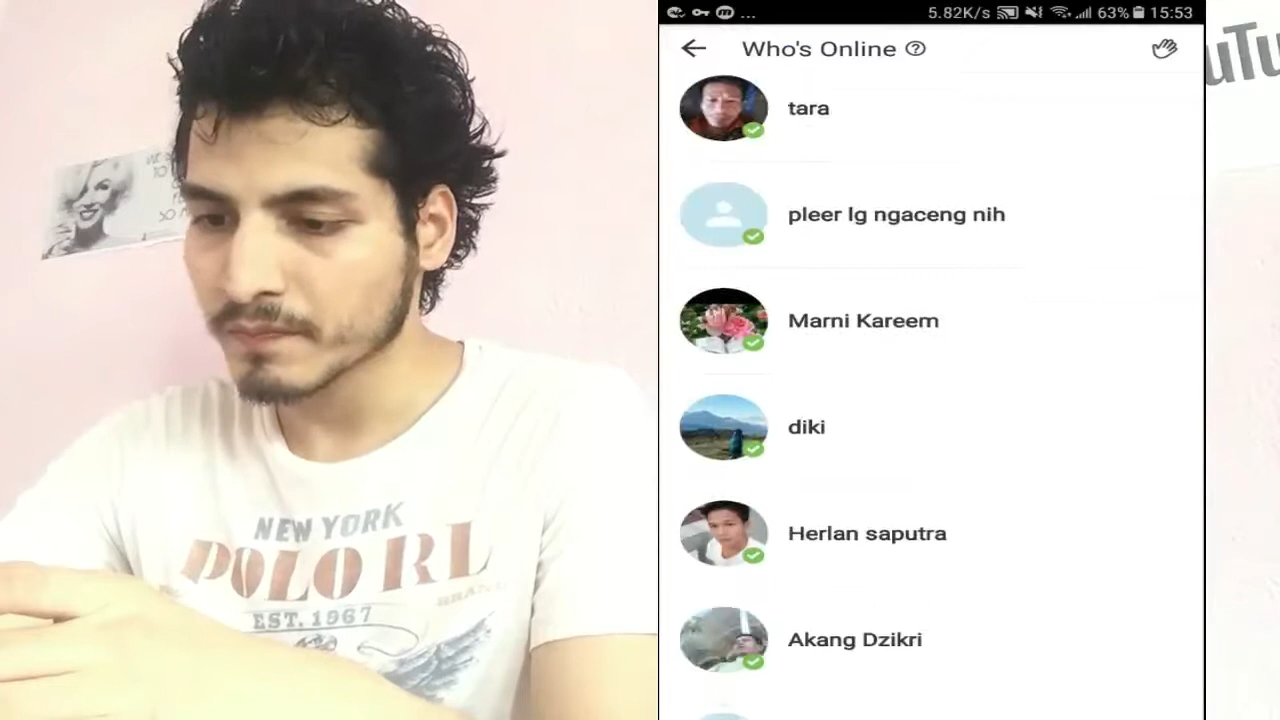 5.82K/s 63% 15:53
Who's Online
tara
pleer lg ngaceng nih
Marni Kareem
diki
Herlan saputra
Akang Dzikri
NEW YORK
POLO RL
EST. 1967
uTu